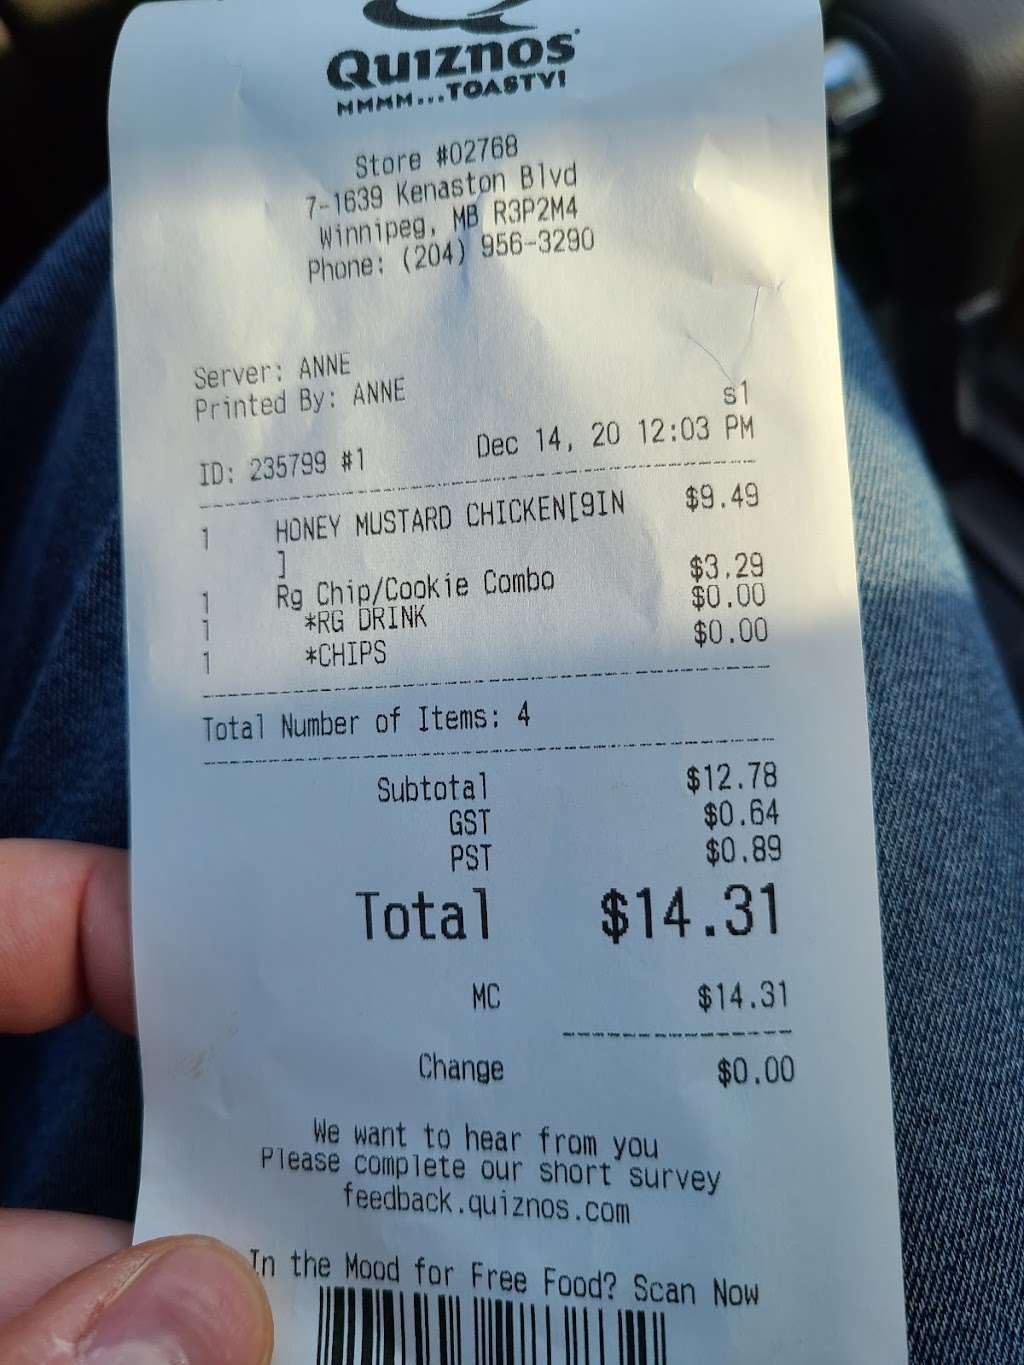 QUIZNOS
MMMM...TOASTY!
Store #02768
7-1639 Kenaston Blvd
Winnipeg, MB R3P2M4
Phone: (204) 956-3290
Server: ANNE
Printed By: ANNE
s1
ID: 235799 #1 Dec 14, 20 12:03 PM
1 HONEY MUSTARD CHICKEN[9IN $9.49
]
1 Rg Chip/Cookie Combo $3.29
1 *RG DRINK $0.00
1 *CHIPS $0.00
Total Number of Items: 4
Subtotal $12.78
GST $0.64
PST $0.89
Total $14.31
MC $14.31
Change $0.00
We want to hear from you
Please complete our short survey
feedback.quiznos.com
In the Mood for Free Food? Scan Now